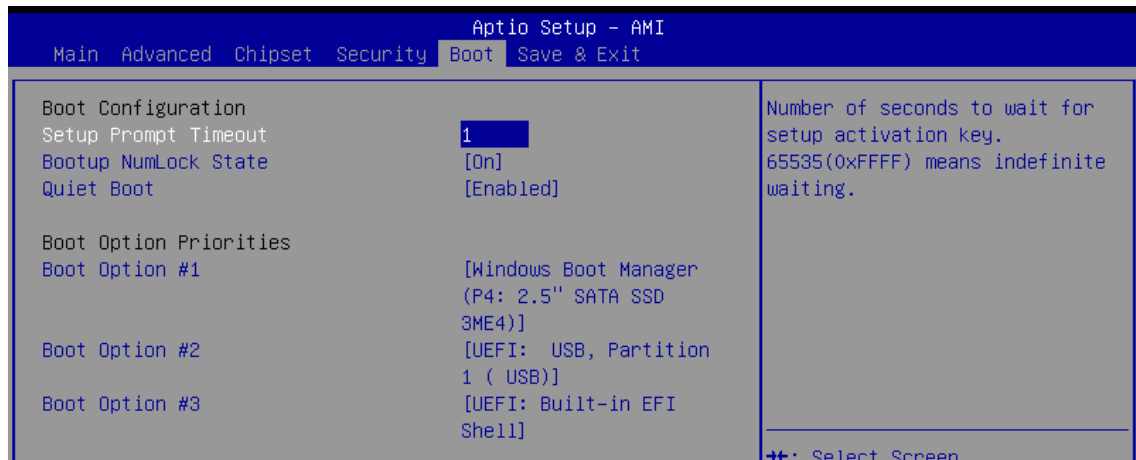 Aptio Setup – AMI
Main Advanced Chipset Security Boot Save & Exit
Boot Configuration
Setup Prompt Timeout 1
Bootup NumLock State [On]
Quiet Boot [Enabled]
Boot Option Priorities
Boot Option #1 [Windows Boot Manager
(P4: 2.5" SATA SSD
3ME4)]
Boot Option #2 [UEFI:  USB, Partition
1 ( USB)]
Boot Option #3 [UEFI: Built-in EFI
Shell]
Number of seconds to wait for
setup activation key.
65535(0xFFFF) means indefinite
waiting.
→←: Select Screen